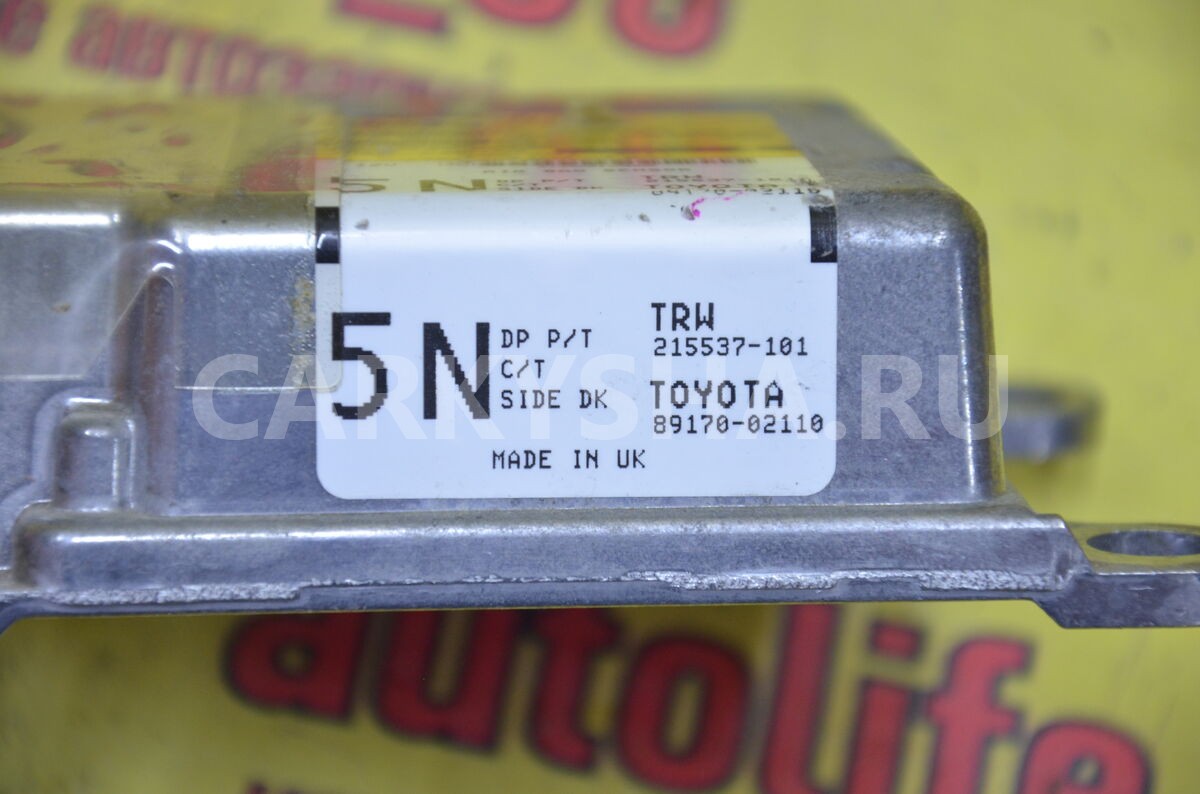 5N
DP P/T
C/T
SIDE DK
TRW
215537-101
TOYOTA
89170-02110
MADE IN UK
CARKYSHA.RU
autolife